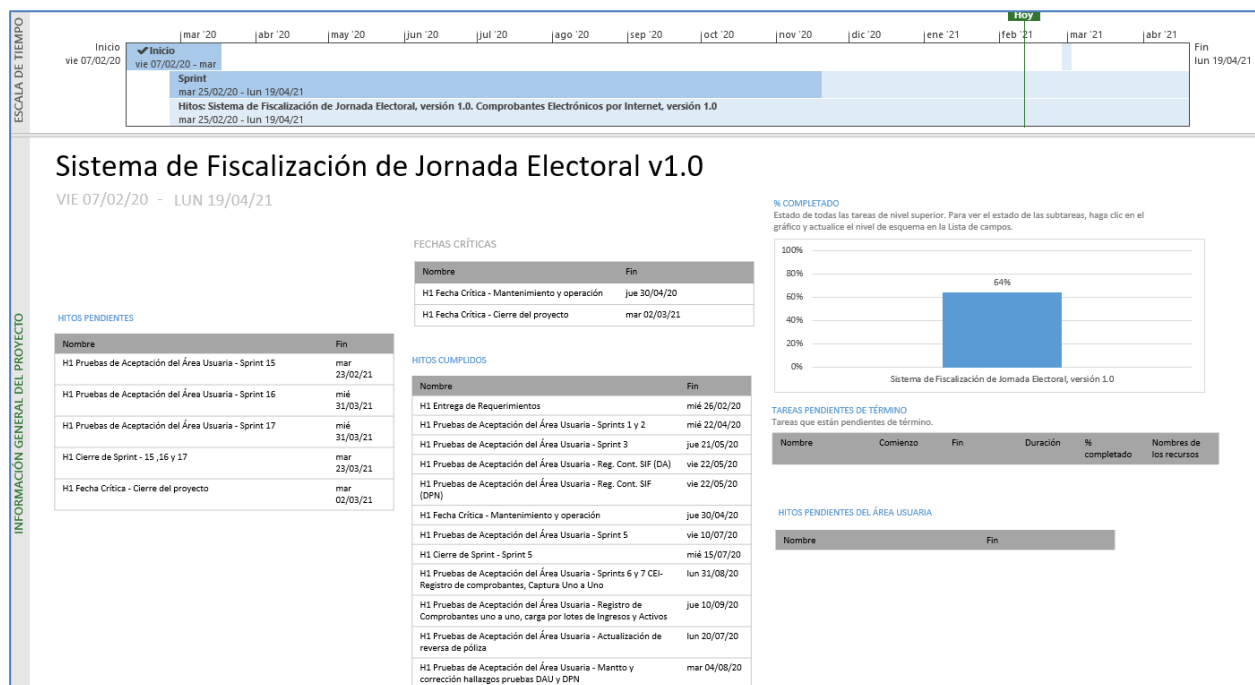 ESCALA DE TIEMPO
Hoy
mar '20
abr '20
may '20
jun '20
jul '20
ago '20
sep '20
oct '20
nov '20
dic '20
ene '21
feb '21
mar '21
abr '21
Inicio
vie 07/02/20
Inicio
vie 07/02/20 - mar
Sprint
mar 25/02/20 - lun 19/04/21
Hitos: Sistema de Fiscalización de Jornada Electoral, versión 1.0. Comprobantes Electrónicos por Internet, versión 1.0
mar 25/02/20 - lun 19/04/21
Fin
lun 19/04/21
INFORMACIÓN GENERAL DEL PROYECTO
Sistema de Fiscalización de Jornada Electoral v1.0
VIE 07/02/20 - LUN 19/04/21
HITOS PENDIENTES
Nombre Fin
H1 Pruebas de Aceptación del Área Usuaria - Sprint 15 mar
23/02/21
H1 Pruebas de Aceptación del Área Usuaria - Sprint 16 mié
31/03/21
H1 Pruebas de Aceptación del Área Usuaria - Sprint 17 mié
31/03/21
H1 Cierre de Sprint - 15 ,16 y 17 mar
23/03/21
H1 Fecha Crítica - Cierre del proyecto mar
02/03/21
FECHAS CRÍTICAS
Nombre Fin
H1 Fecha Crítica - Mantenimiento y operación jue 30/04/20
H1 Fecha Crítica - Cierre del proyecto mar 02/03/21
HITOS CUMPLIDOS
Nombre Fin
H1 Entrega de Requerimientos mié 26/02/20
H1 Pruebas de Aceptación del Área Usuaria - Sprints 1 y 2 mié 22/04/20
H1 Pruebas de Aceptación del Área Usuaria - Sprint 3 jue 21/05/20
H1 Pruebas de Aceptación del Área Usuaria - Reg. Cont. SIF (DA) vie 22/05/20
H1 Pruebas de Aceptación del Área Usuaria - Reg. Cont. SIF vie 22/05/20
(DPN)
H1 Fecha Crítica - Mantenimiento y operación jue 30/04/20
H1 Pruebas de Aceptación del Área Usuaria - Sprint 5 vie 10/07/20
H1 Cierre de Sprint - Sprint 5 mié 15/07/20
H1 Pruebas de Aceptación del Área Usuaria - Sprints 6 y 7 CEI- lun 31/08/20
Registro de comprobantes, Captura Uno a Uno
H1 Pruebas de Aceptación del Área Usuaria - Registro de jue 10/09/20
Comprobantes uno a uno, carga por lotes de Ingresos y Activos
H1 Pruebas de Aceptación del Área Usuaria - Actualización de lun 20/07/20
reversa de póliza
H1 Pruebas de Aceptación del Área Usuaria - Mantto y mar 04/08/20
corrección hallazgos pruebas DAU y DPN
% COMPLETADO
Estado de todas las tareas de nivel superior. Para ver el estado de las subtareas, haga clic en el
gráfico y actualice el nivel de esquema en la Lista de campos.
100%
80%
60%
40%
20%
0%
64%
Sistema de Fiscalización de Jornada Electoral, versión 1.0
TAREAS PENDIENTES DE TÉRMINO
Tareas que están pendientes de término.
Nombre Comienzo Fin Duración % Nombres de
completado los recursos
HITOS PENDIENTES DEL ÁREA USUARIA
Nombre Fin